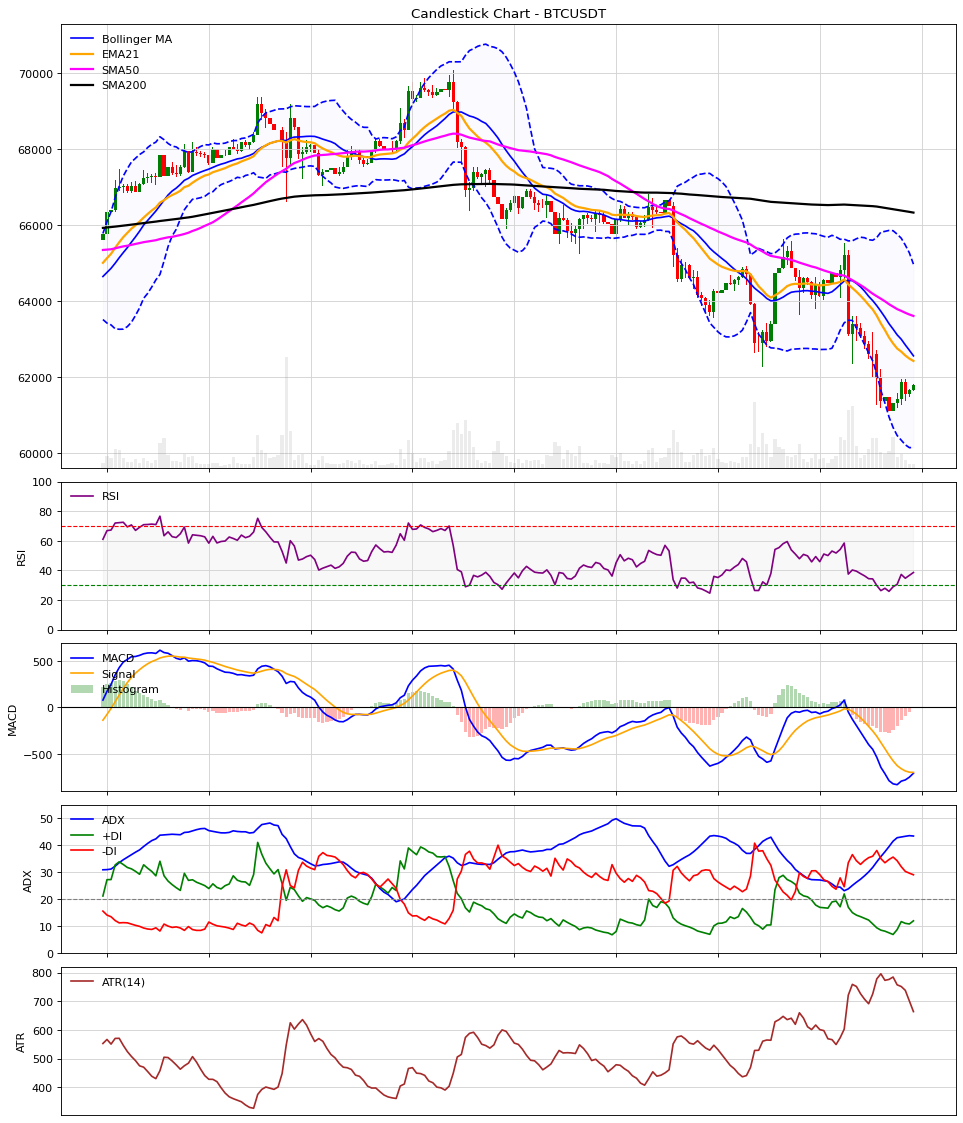 Candlestick Chart - BTCUSDT
Bollinger MA
EMA21
SMA50
SMA200
70000
68000
66000
64000
62000
60000
RSI
RSI
100
80
60
40
20
0
MACD
Signal
Histogram
MACD
500
0
−500
ADX
+DI
-DI
ADX
50
40
30
20
10
0
ATR(14)
ATR
800
700
600
500
400